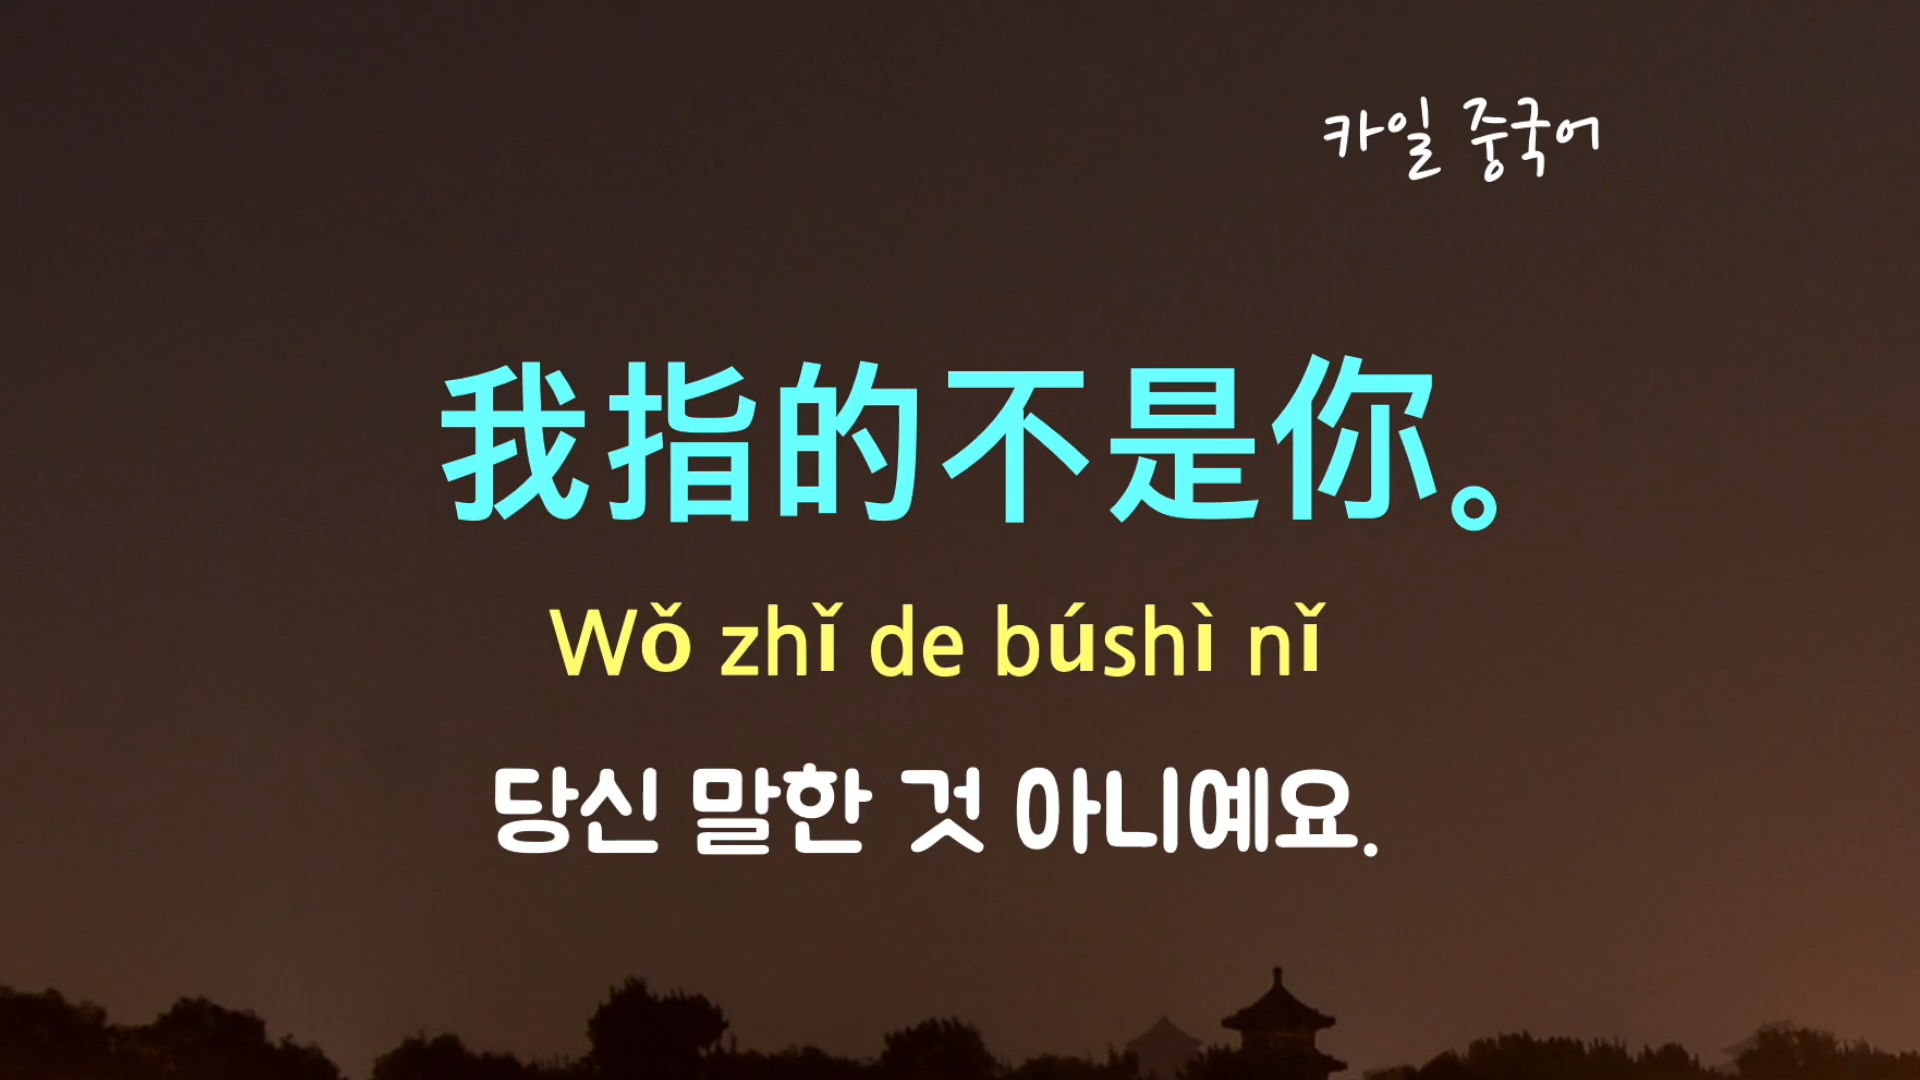 카일 중국어
我指的不是你。
Wǒ zhǐ de búshì nǐ
당신 말한 것 아니예요.